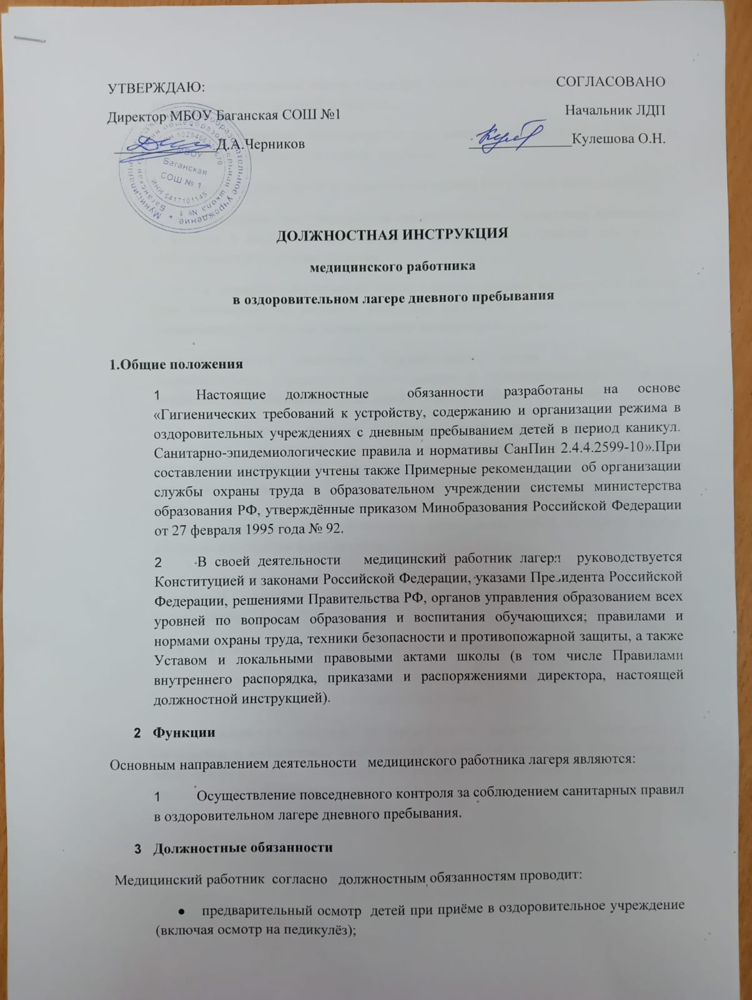 УТВЕРЖДАЮ:
СОГЛАСОВАНО
Директор МБОУ Баганская СОШ №1
Начальник ЛДП
Д.А.Черников
Кулешова О.Н.
МБОУ
Баганская
СОШ № 1
ИНН 5417101145
ДОЛЖНОСТНАЯ ИНСТРУКЦИЯ
медицинского работника
в оздоровительном лагере дневного пребывания
1.Общие положения
1 Настоящие должностные обязанности разработаны на основе
«Гигиенических требований к устройству, содержанию и организации режима в
оздоровительных учреждениях с дневным пребыванием детей в период каникул.
Санитарно-эпидемиологические правила и нормативы СанПин 2.4.4.2599-10».При
составлении инструкции учтены также Примерные рекомендации об организации
службы охраны труда в образовательном учреждении системы министерства
образования РФ, утверждённые приказом Минобразования Российской Федерации
от 27 февраля 1995 года № 92.
2 В своей деятельности медицинский работник лагеря руководствуется
Конституцией и законами Российской Федерации, указами Президента Российской
Федерации, решениями Правительства РФ, органов управления образованием всех
уровней по вопросам образования и воспитания обучающихся; правилами и
нормами охраны труда, техники безопасности и противопожарной защиты, а также
Уставом и локальными правовыми актами школы (в том числе Правилами
внутреннего распорядка, приказами и распоряжениями директора, настоящей
должностной инструкцией).
2 Функции
Основным направлением деятельности медицинского работника лагеря являются:
1 Осуществление повседневного контроля за соблюдением санитарных правил
в оздоровительном лагере дневного пребывания.
3 Должностные обязанности
Медицинский работник согласно должностным обязанностям проводит:
● предварительный осмотр детей при приёме в оздоровительное учреждение
(включая осмотр на педикулёз);